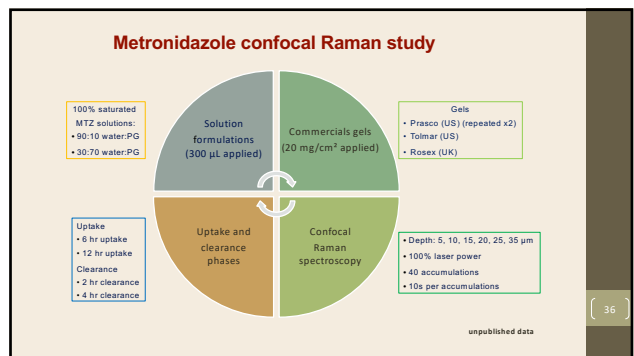 Metronidazole confocal Raman study
100% saturated
MTZ solutions:
• 90:10 water:PG
• 30:70 water:PG
Solution
formulations
(300 µL applied)
Commercials gels
(20 mg/cm² applied)
Gels
• Prasco (US) (repeated x2)
• Tolmar (US)
• Rosex (UK)
Uptake
• 6 hr uptake
• 12 hr uptake
Clearance
• 2 hr clearance
• 4 hr clearance
Uptake and
clearance
phases
Confocal
Raman
spectroscopy
• Depth: 5, 10, 15, 20, 25, 35 µm
• 100% laser power
• 40 accumulations
• 10s per accumulations
36
unpublished data